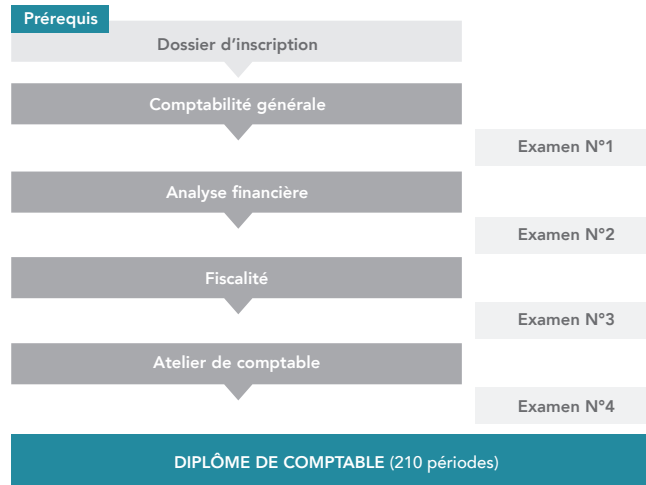 Prérequis
Dossier d’inscription
Comptabilité générale
Examen N°1
Analyse financière
Examen N°2
Fiscalité
Examen N°3
Atelier de comptable
Examen N°4
DIPLÔME DE COMPTABLE (210 périodes)